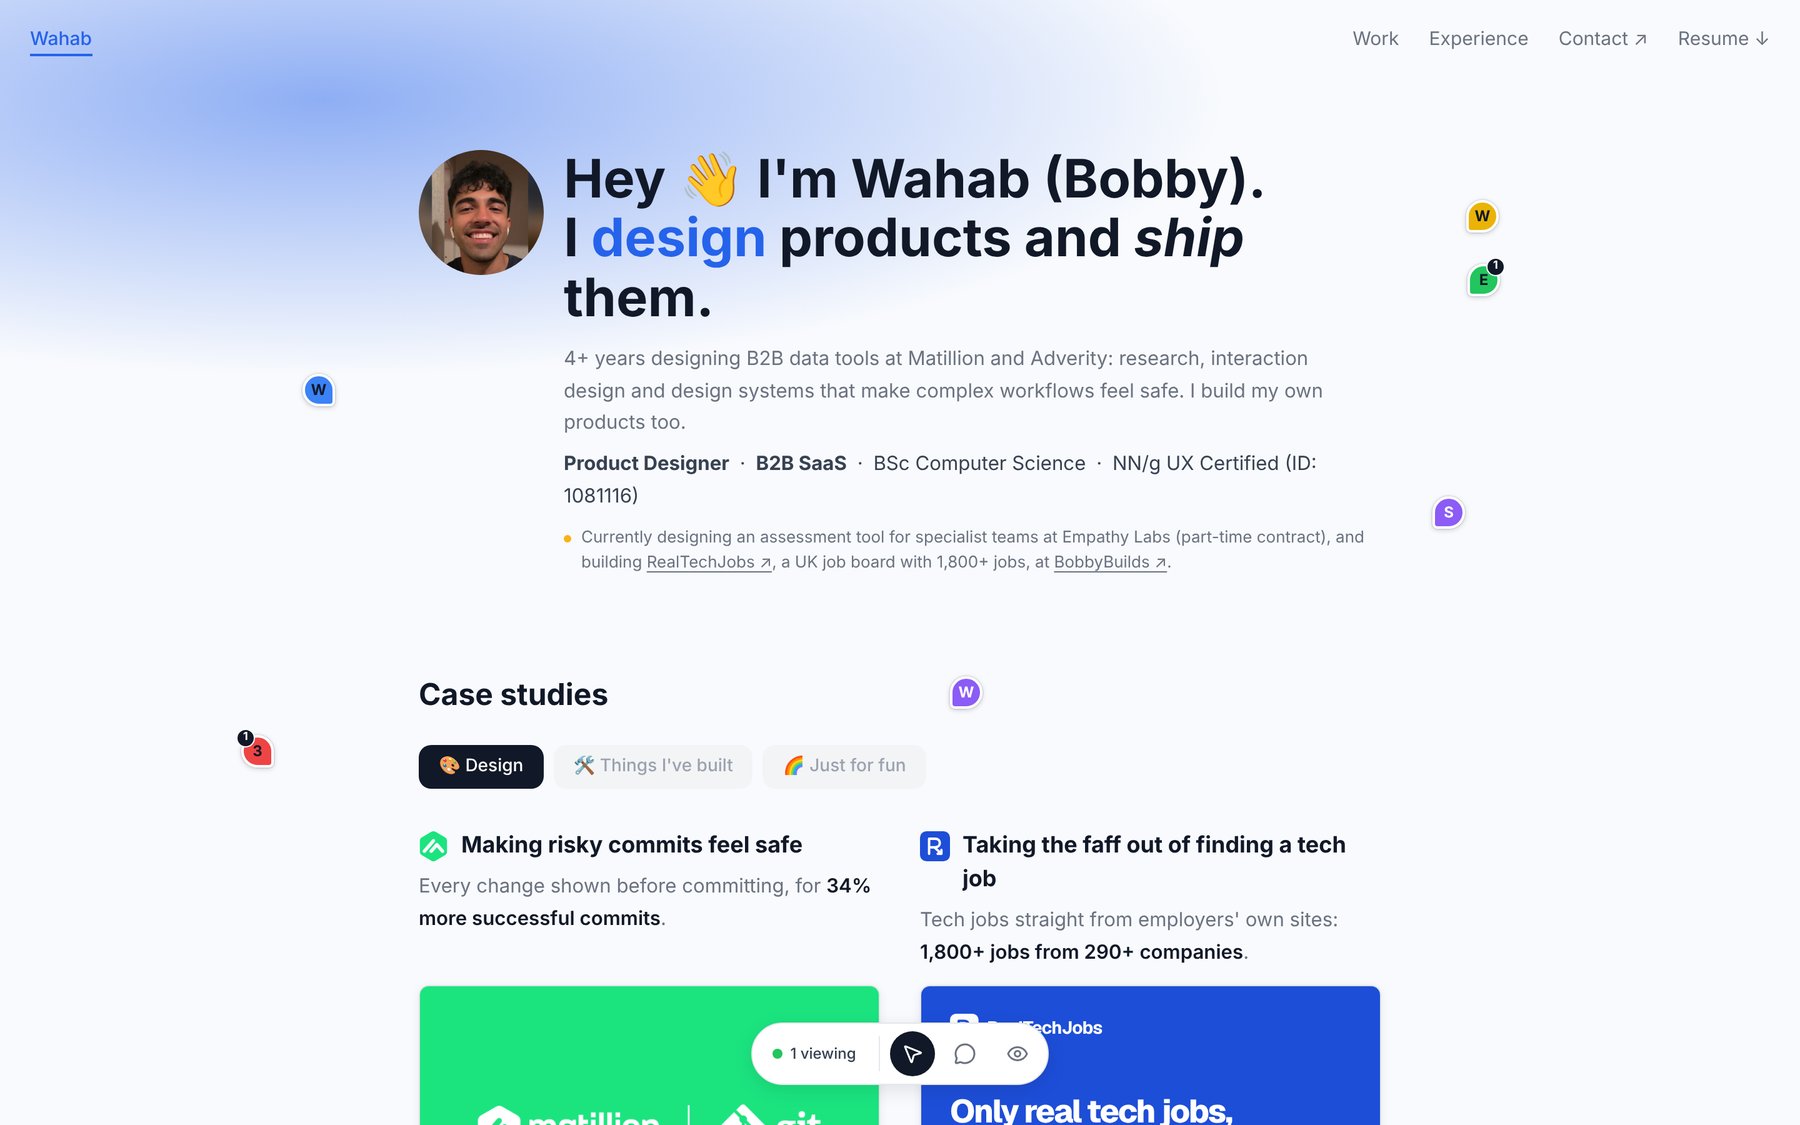 Wahab
Work
Experience
Contact ↗
Resume ↓
Hey 👋 I'm Wahab (Bobby).
I design products and ship
them.
W
E
1
4+ years designing B2B data tools at Matillion and Adverity: research, interaction
design and design systems that make complex workflows feel safe. I build my own
products too.
W
Product Designer · B2B SaaS · BSc Computer Science · NN/g UX Certified (ID:
1081116)
S
Currently designing an assessment tool for specialist teams at Empathy Labs (part-time contract), and
building RealTechJobs ↗, a UK job board with 1,800+ jobs, at BobbyBuilds ↗.
Case studies
W
1
3
🎨 Design
🛠️ Things I've built
🌈 Just for fun
Making risky commits feel safe
Every change shown before committing, for 34%
more successful commits.
Taking the faff out of finding a tech
job
Tech jobs straight from employers' own sites:
1,800+ jobs from 290+ companies.
matillion
git
RealTechJobs
Only real tech jobs,
1 viewing